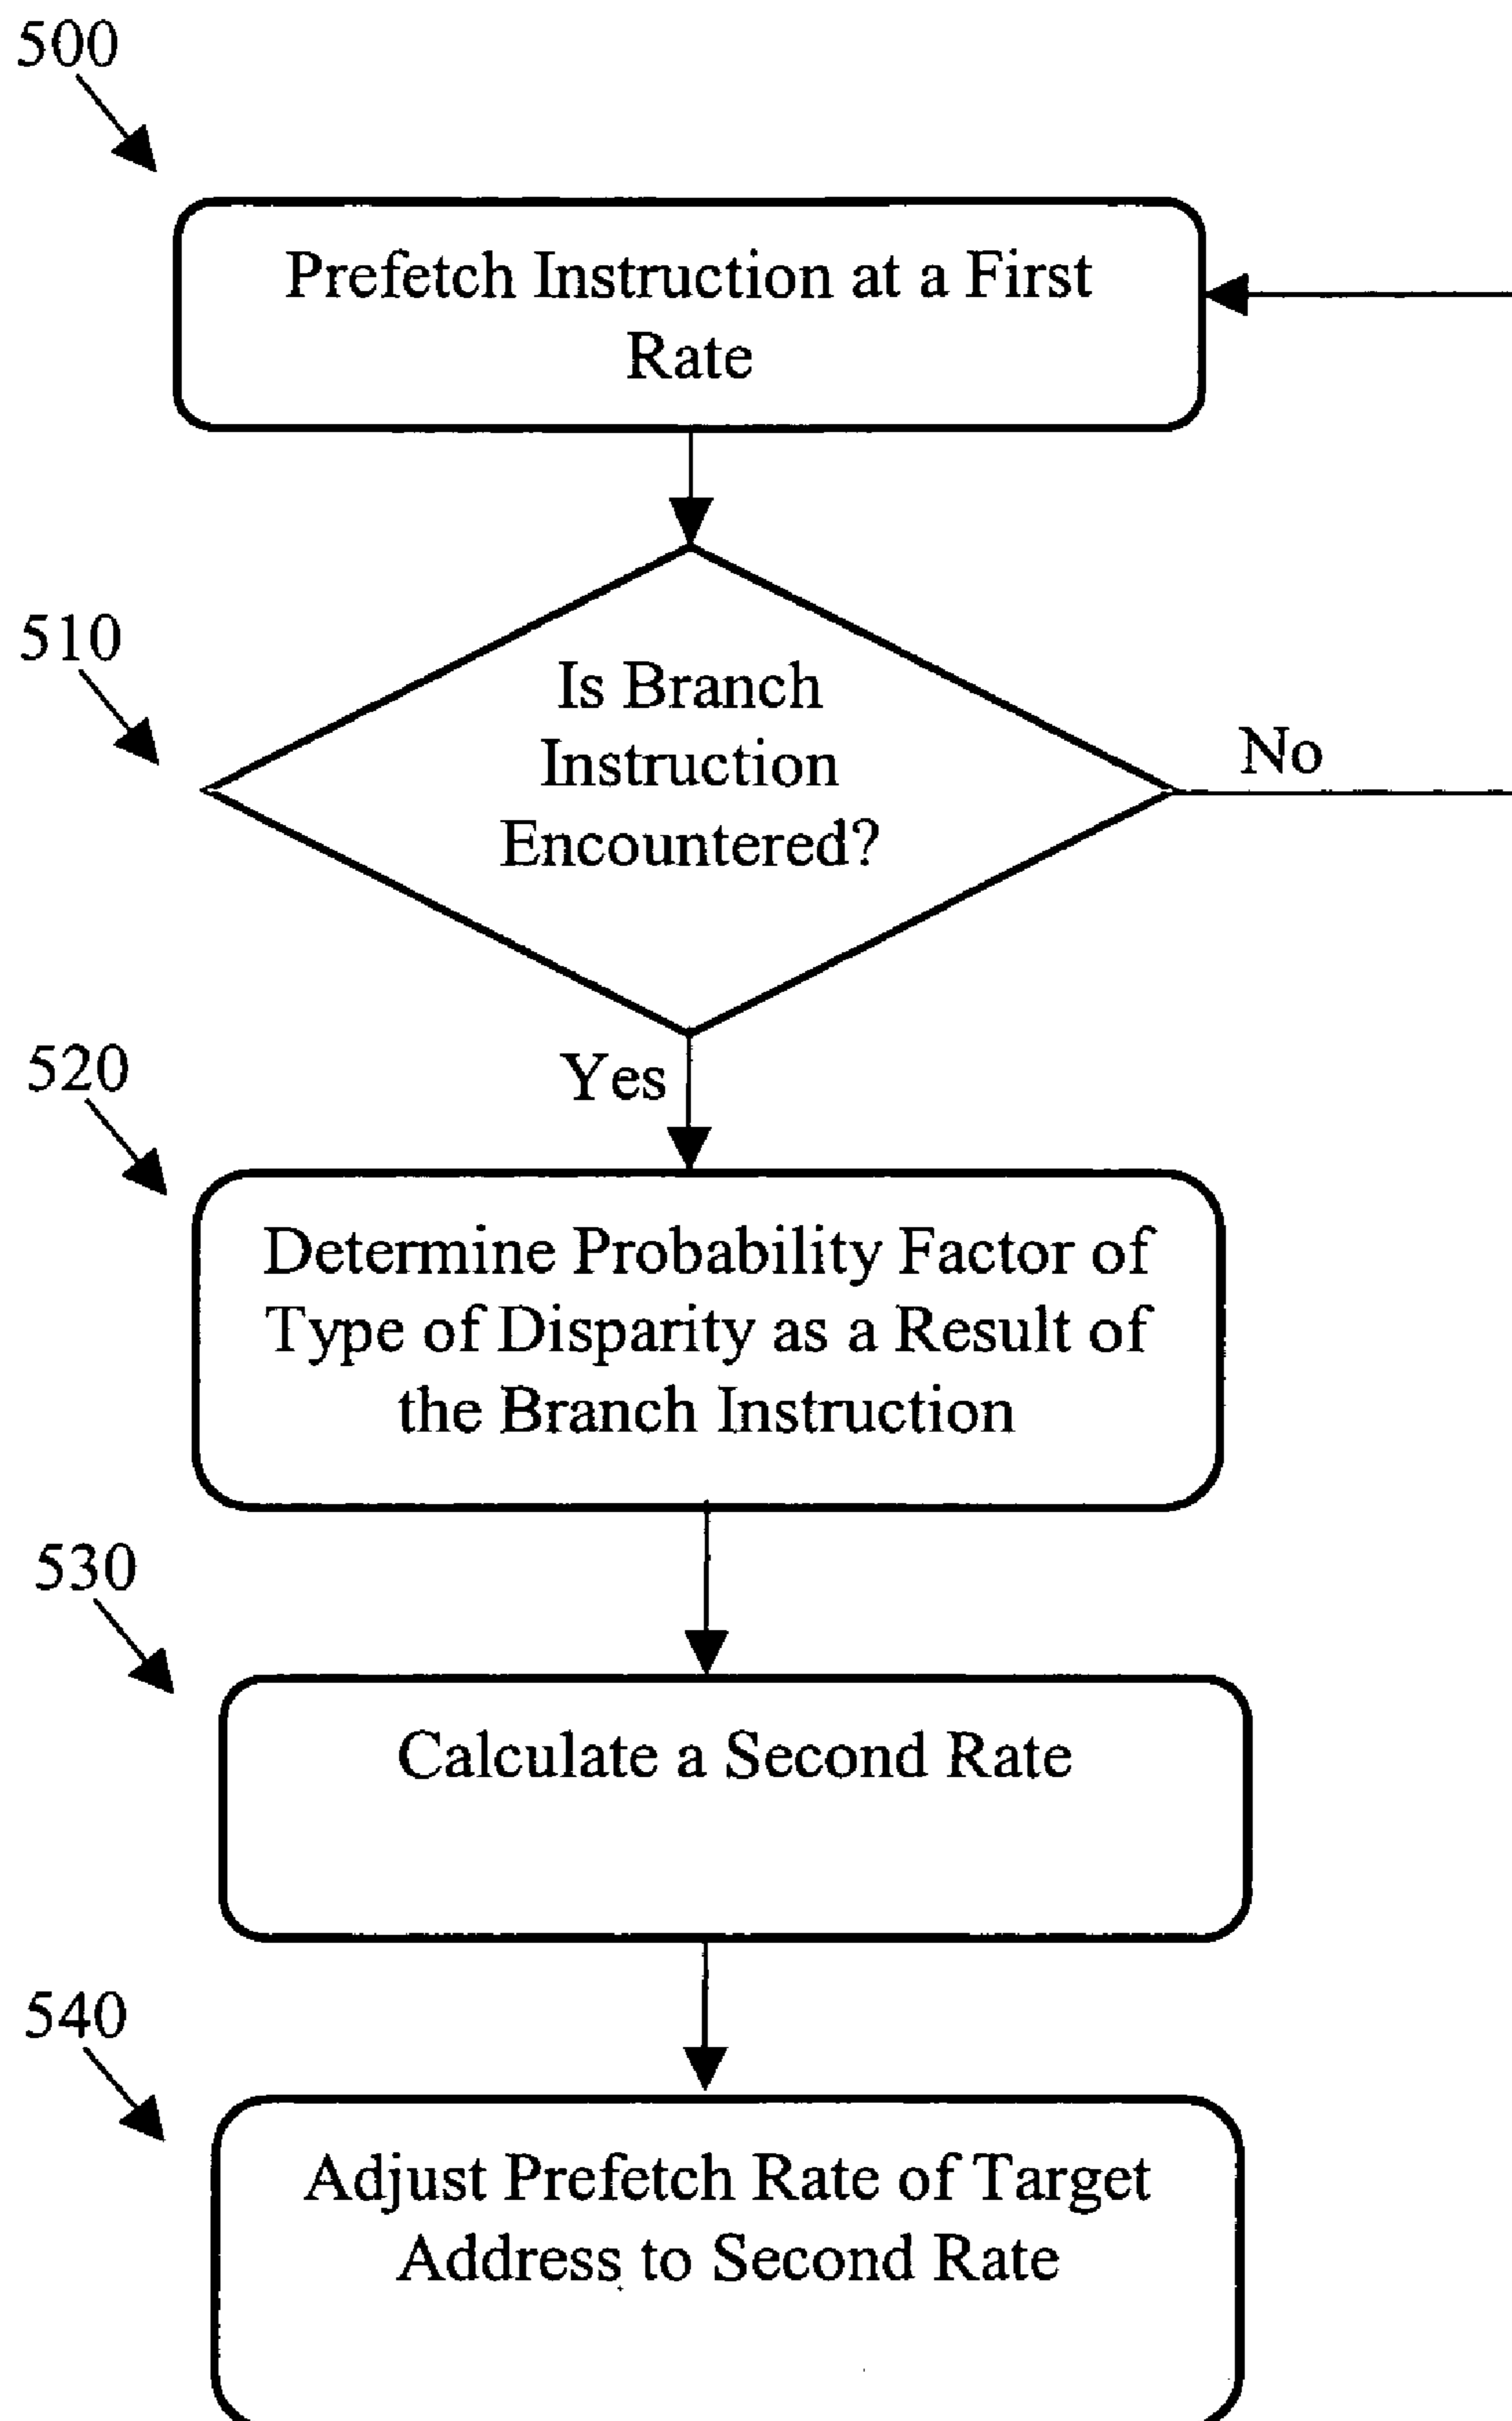 500
Prefetch Instruction at a First
Rate
510
Is Branch
Instruction
Encountered?
No
Yes
520
Determine Probability Factor of
Type of Disparity as a Result of
the Branch Instruction
530
Calculate a Second Rate
540
Adjust Prefetch Rate of Target
Address to Second Rate